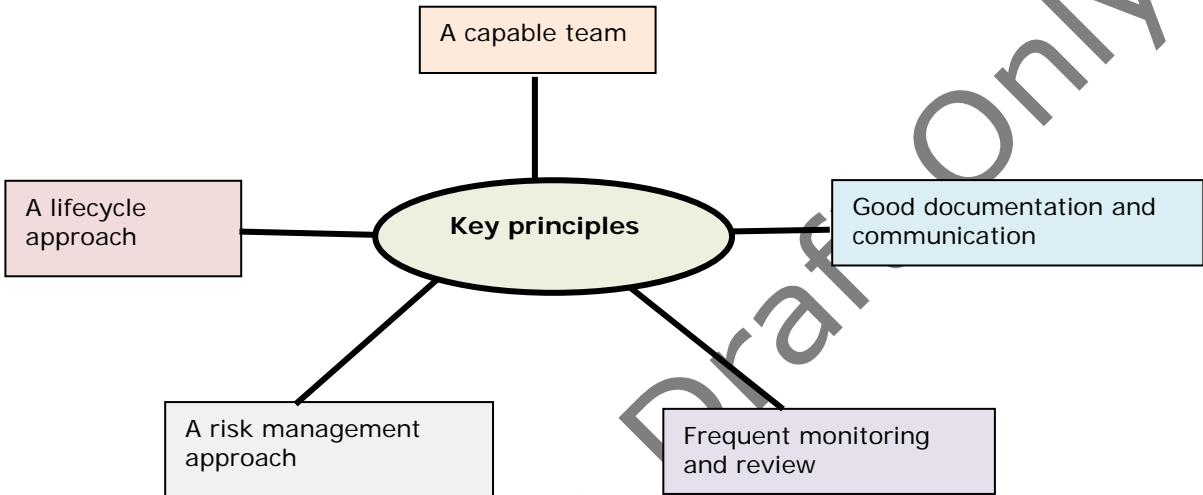 A capable team
A lifecycle
approach
Key principles
Good documentation and
communication
A risk management
approach
Frequent monitoring
and review
Draft Only